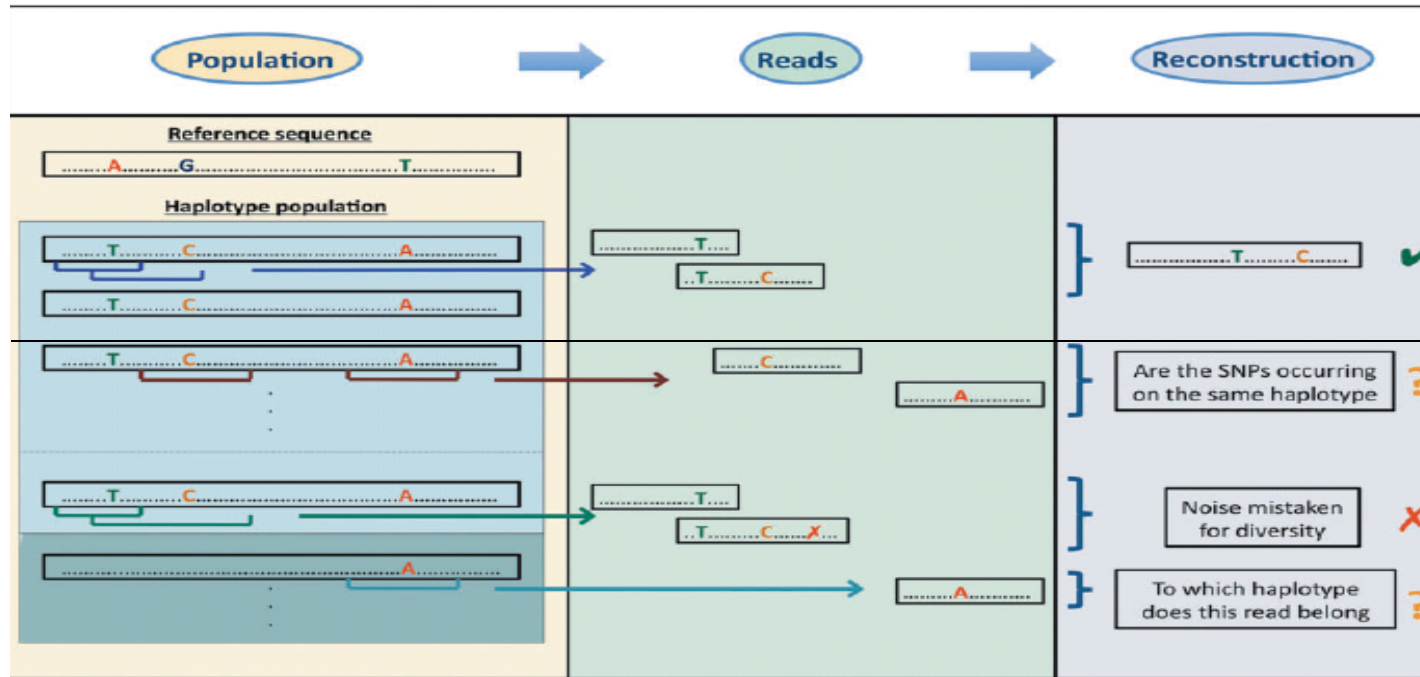 Population
Reads
Reconstruction
Reference sequence
.........A...........G.....................................T...............
Haplotype population
.........T...........C.....................................A...............
.........T...........C.....................................A...............
.........T...........C.....................................A...............
.........T...........C.....................................A...............
...........................................................A...............
.....................T.....
..T..........C.........
.........C...............
..........A.............
.....................T.....
..T..........C......✗...
..........A.............
...................T.........C.......
✓
Are the SNPs occurring
on the same haplotype
?
Noise mistaken
for diversity
✗
To which haplotype
does this read belong
?